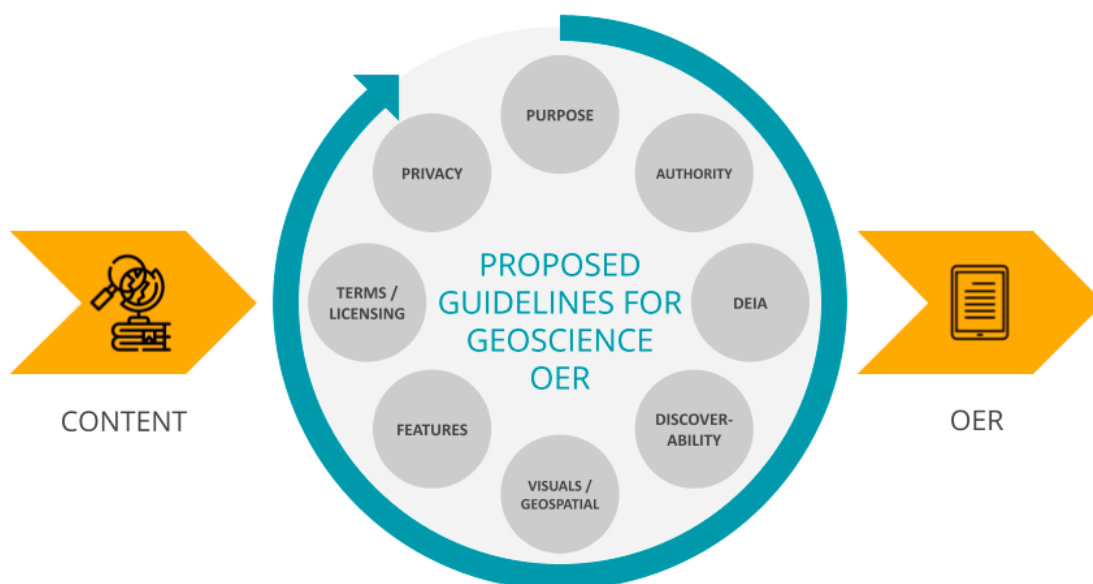 PURPOSE
AUTHORITY
DEIA
DISCOVER-
ABILITY
VISUALS /
GEOSPATIAL
FEATURES
TERMS /
LICENSING
PRIVACY
PROPOSED
GUIDELINES FOR
GEOSCIENCE
OER
CONTENT
OER